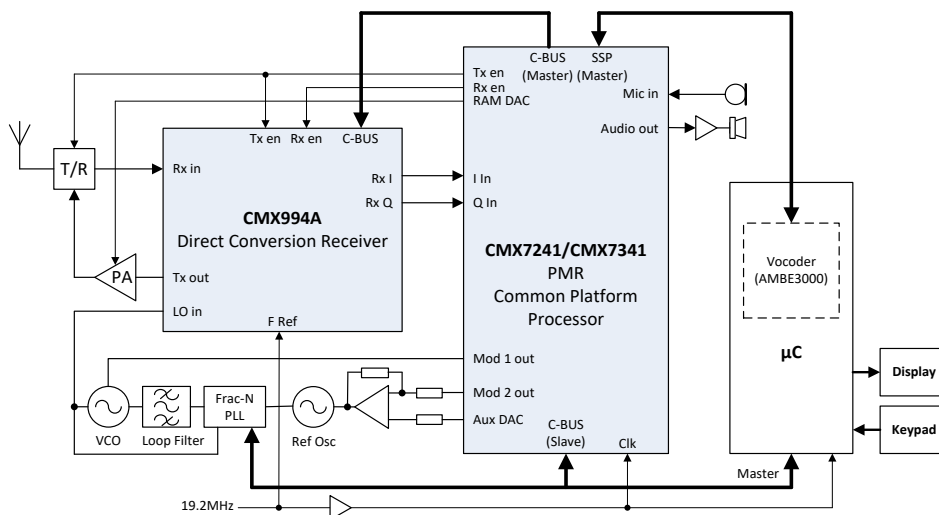 C-BUS
(Master)
SSP
(Master)
Tx en
Rx en
RAM DAC
Mic in
Audio out
Tx en
Rx en
C-BUS
T/R
Rx in
Rx I
Rx Q
I In
Q In
CMX994A
Direct Conversion Receiver
CMX7241/CMX7341
PMR
Common Platform
Processor
Vocoder
(AMBE3000)
PA
Tx out
LO in
F Ref
µC
Mod 1 out
Mod 2 out
Aux DAC
Frac-N
PLL
VCO
Loop Filter
Ref Osc
C-BUS
(Slave)
Clk
Display
Keypad
Master
19.2MHz